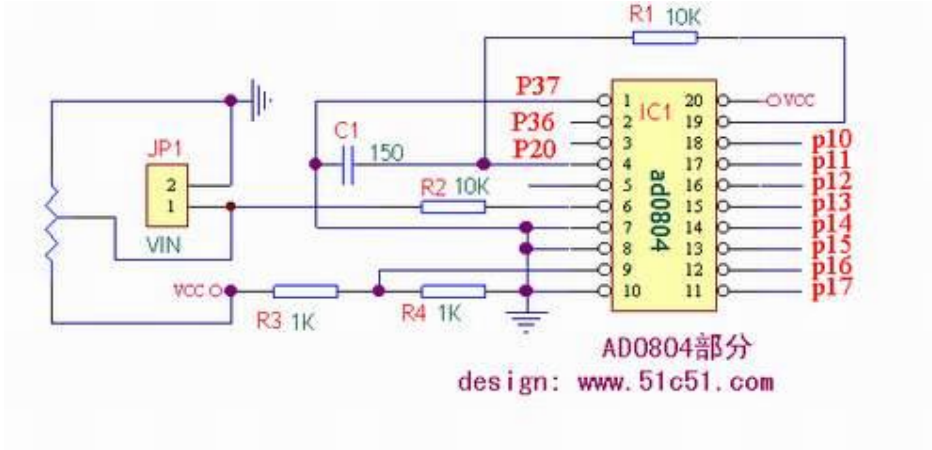 R1 10K
P37
1 20 VCC
IC1
P36
2 19
C1
P20
3 18 p10
150
4 17 p11
JP1
2
5 16 p12
R2 10K
1
6 15 p13
ad0804
7 14 p14
VIN
8 13 p15
9 12 p16
VCC
10 11 p17
R3 1K
R4 1K
AD0804部分
design: www.51c51.com